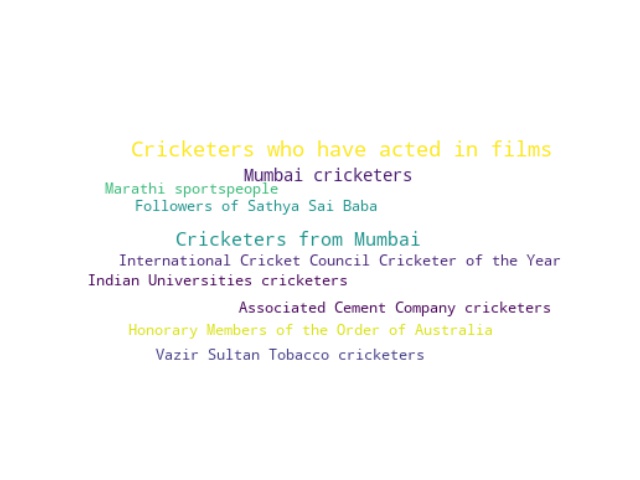 Cricketers who have acted in films
Mumbai cricketers
Marathi sportspeople
Followers of Sathya Sai Baba
Cricketers from Mumbai
International Cricket Council Cricketer of the Year
Indian Universities cricketers
Associated Cement Company cricketers
Honorary Members of the Order of Australia
Vazir Sultan Tobacco cricketers